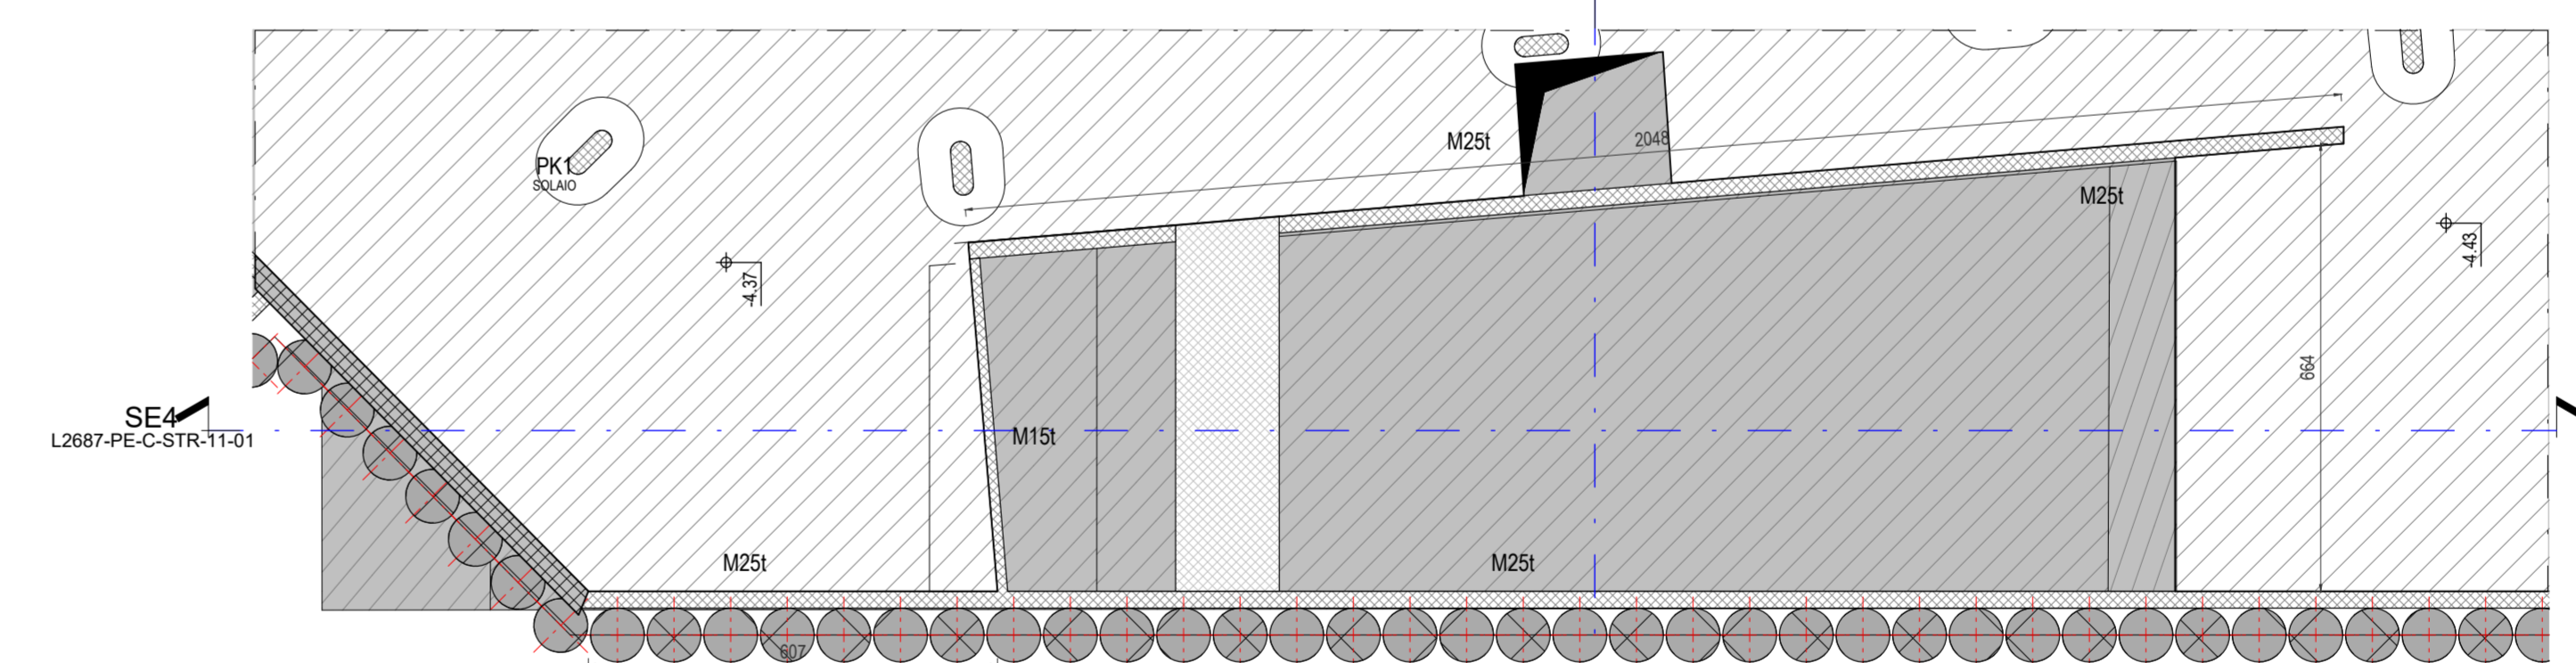 M25t
2048
PK1
SOLAIO
M25t
-4.37
-4.43
664
SE4
L2687-PE-C-STR-11-01
M15t
M25t
M25t
607